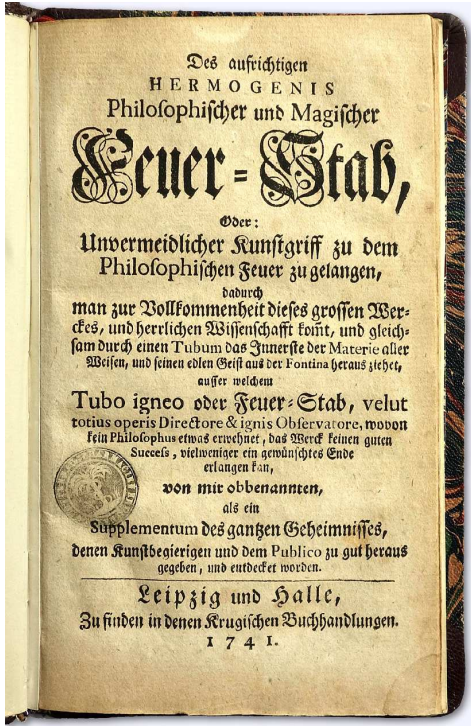 Des aufrichtigen
HERMOGENIS
Philosophischer und Magischer
Feuer-Stab,
Oder:
Unvermeidlicher Kunstgriff zu dem
Philosophischen Feuer zu gelangen,
dadurch
man zur Vollkommenheit dieses grossen Wer-
ckes, und herrlichen Wissenschafft kom̃t, und gleich-
sam durch einen Tubum das Innerste der Materie aller
Weisen, und seinen edlen Geist aus der Fontina heraus ziehet,
ausser welchem
Tubo igneo oder Feuer-Stab, velut
totius operis Directore & ignis Observatore, wovon
kein Philosophus etwas erwehnet, das Werck keinen guten
Success, vielweniger ein gewünschtes Ende
erlangen kan,
von mir obbenannten,
als ein
Supplementum des gantzen Geheimnisses,
denen Kunstbegierigen und dem Publico zu gut heraus
gegeben, und entdecket worden.
Leipzig und Halle,
Zu finden in denen Krugischen Buchhandlungen.
1741.